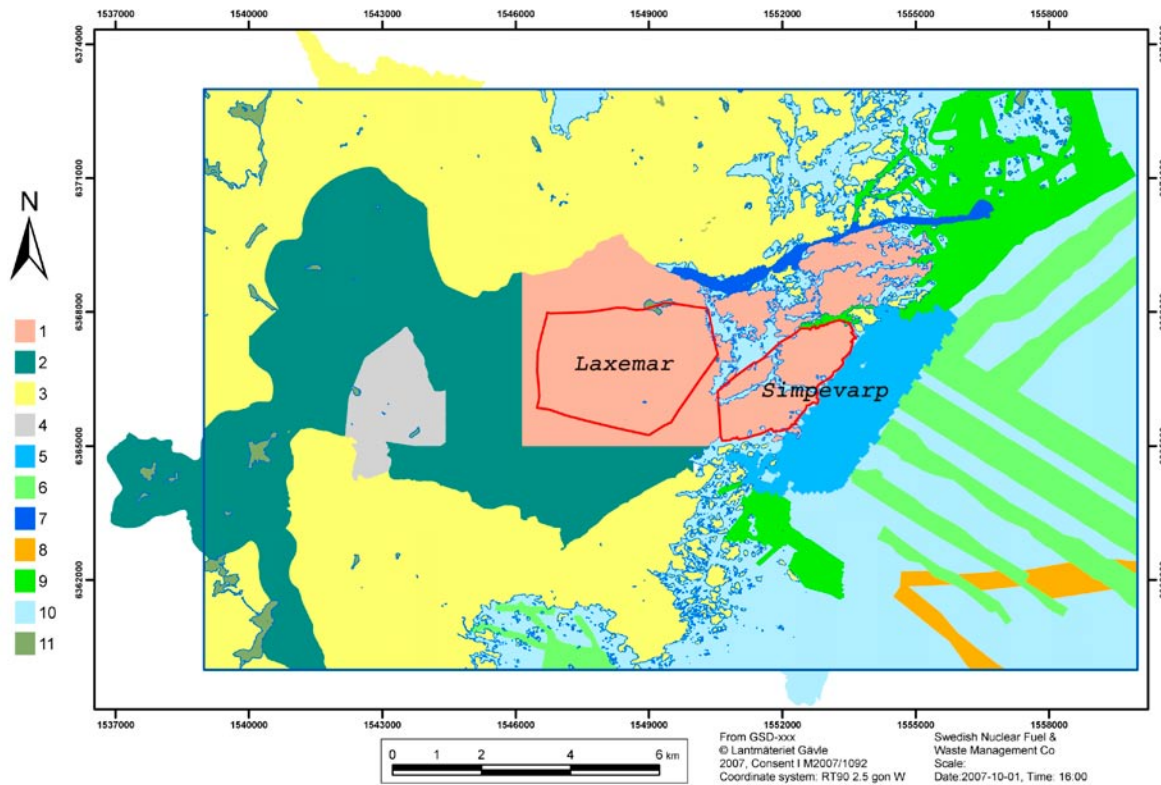 1537000 1540000 1543000 1546000 1549000 1552000 1555000 1558000
6374000
6371000
6368000
6365000
6362000
N
1
2
3
4
5
6
7
8
9
10
11
Laxemar
Simpevarp
1537000 1540000 1543000 1546000 1549000 1552000 1555000 1558000
0 1 2 4 6 km
From GSD-xxx
© Lantmäteriet Gävle
2007, Consent I M2007/1092
Coordinate system: RT90 2.5 gon W
Swedish Nuclear Fuel &
Waste Management Co
Scale:
Date:2007-10-01, Time: 16:00